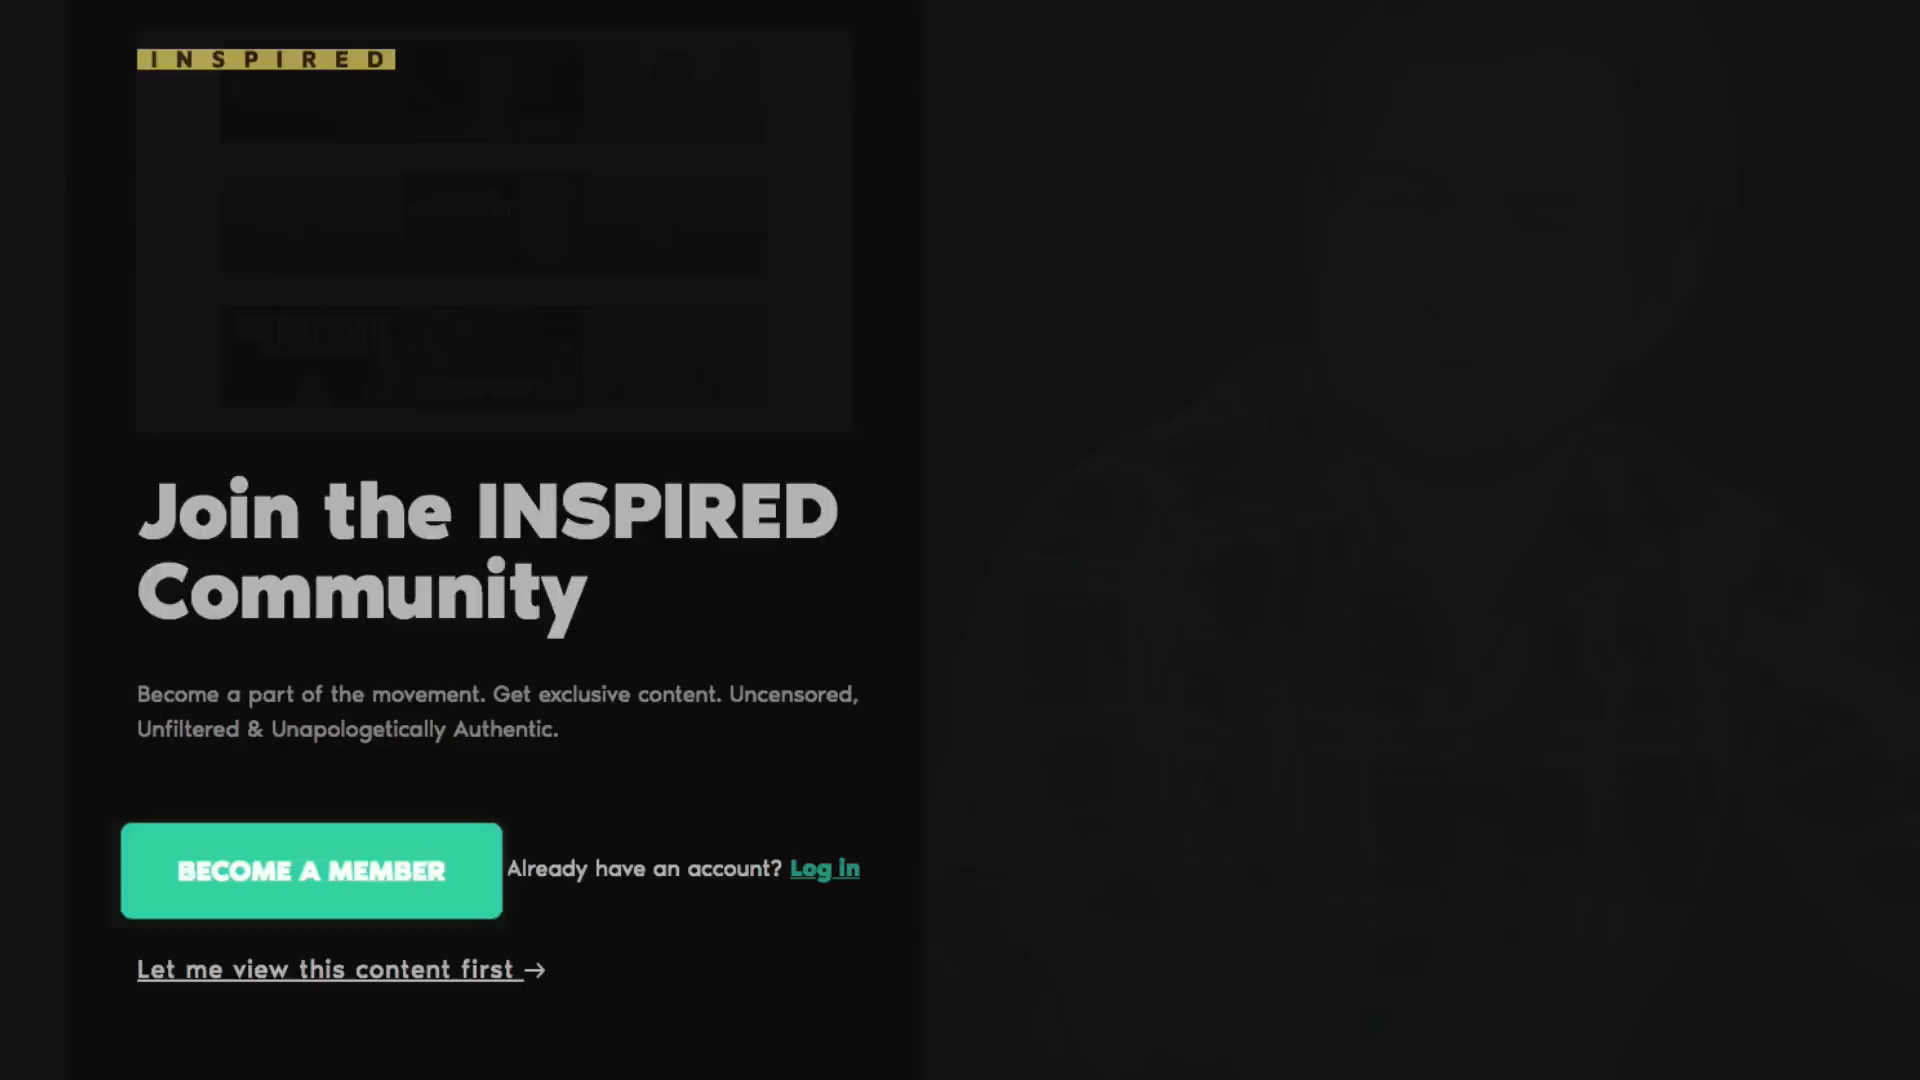 INSPIRED
Join the INSPIRED
Community
Become a part of the movement. Get exclusive content. Uncensored,
Unfiltered & Unapologetically Authentic.
BECOME A MEMBER
Already have an account? Log in
Let me view this content first →